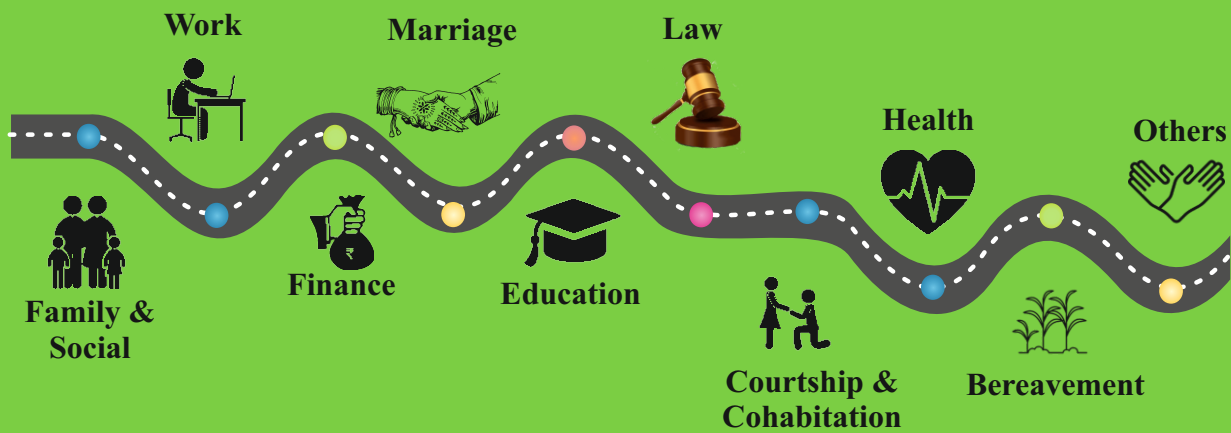 Work
Marriage
Law
Health
Others
₹
Family &
Social
Finance
Education
Courtship &
Cohabitation
Bereavement